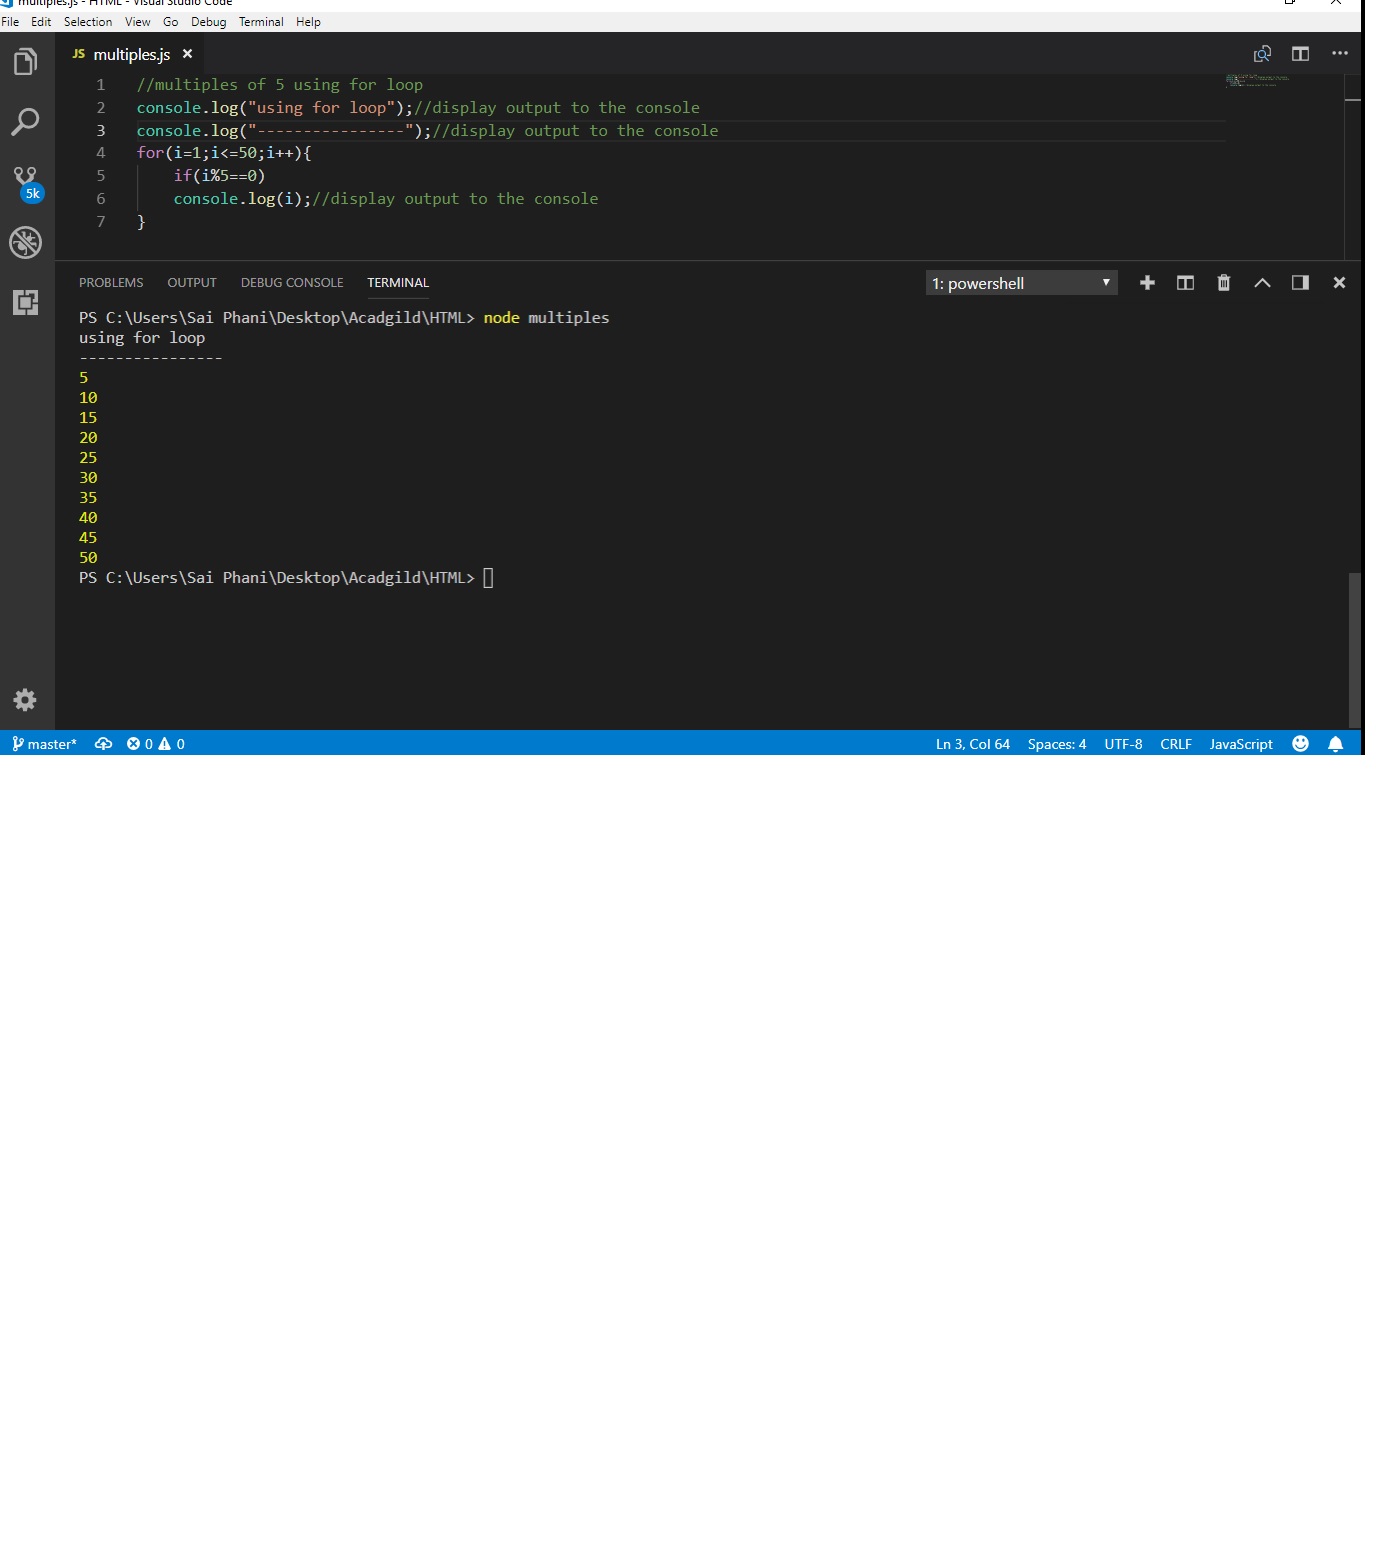 multiples.js - HTML - Visual Studio Code
File Edit Selection View Go Debug Terminal Help
JS multiples.js ×
1 //multiples of 5 using for loop
2 console.log("using for loop");//display output to the console
3 console.log("----------------");//display output to the console
4 for(i=1;i<=50;i++){
5 if(i%5==0)
6 console.log(i);//display output to the console
7 }
5k
PROBLEMS OUTPUT DEBUG CONSOLE TERMINAL 1: powershell
PS C:\Users\Sai Phani\Desktop\Acadgild\HTML> node multiples
using for loop
----------------
5
10
15
20
25
30
35
40
45
50
PS C:\Users\Sai Phani\Desktop\Acadgild\HTML>
master* 0 0 Ln 3, Col 64 Spaces: 4 UTF-8 CRLF JavaScript